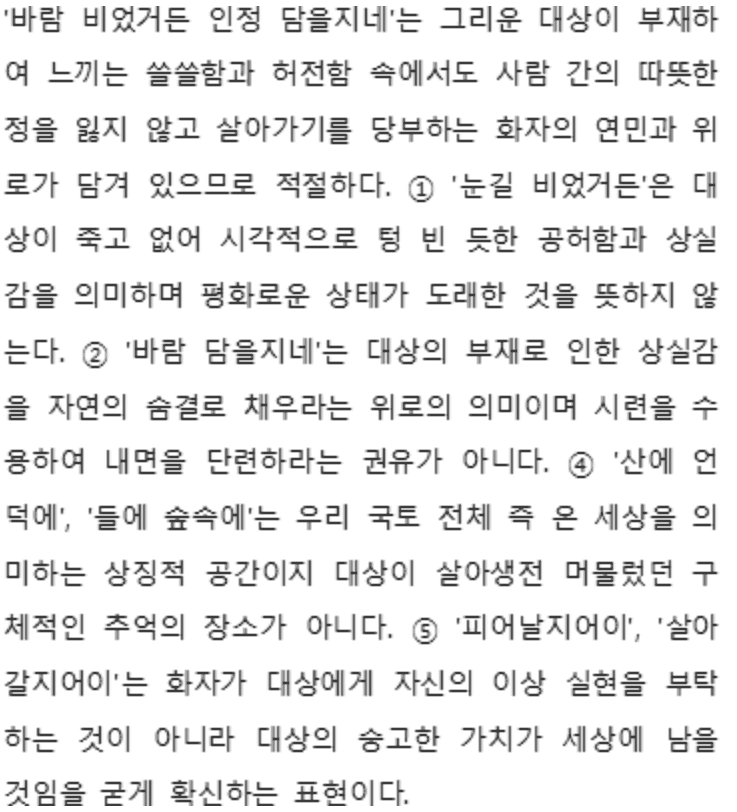 '바람 비었거든 인정 담을지네'는 그리운 대상이 부재하
여 느끼는 쓸쓸함과 허전함 속에서도 사람 간의 따뜻한
정을 잃지 않고 살아가기를 당부하는 화자의 연민과 위
로가 담겨 있으므로 적절하다. ① '눈길 비었거든'은 대
상이 죽고 없어 시각적으로 텅 빈 듯한 공허함과 상실
감을 의미하며 평화로운 상태가 도래한 것을 뜻하지 않
는다. ② '바람 담을지네'는 대상의 부재로 인한 상실감
을 자연의 숨결로 채우라는 위로의 의미이며 시련을 수
용하여 내면을 단련하라는 권유가 아니다. ④ '산에 언
덕에', '들에 숲속에'는 우리 국토 전체 즉 온 세상을 의
미하는 상징적 공간이지 대상이 살아생전 머물렀던 구
체적인 추억의 장소가 아니다. ⑤ '피어날지어이', '살아
갈지어이'는 화자가 대상에게 자신의 이상 실현을 부탁
하는 것이 아니라 대상의 숭고한 가치가 세상에 남을
것임을 굳게 확신하는 표현이다.